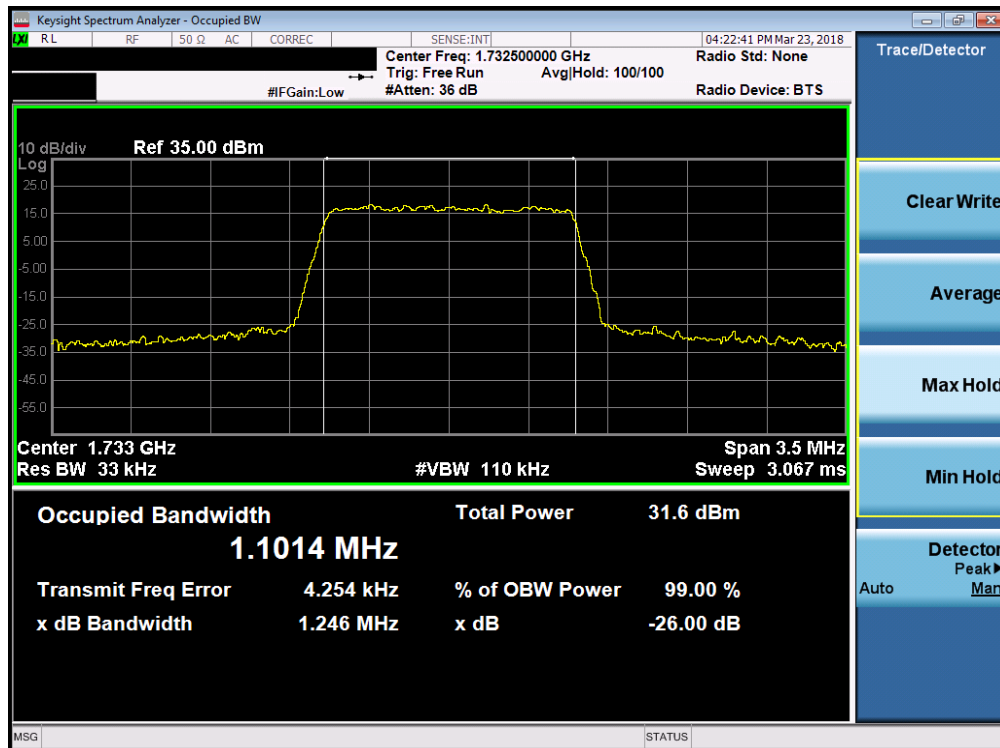 Keysight Spectrum Analyzer - Occupied BW
LXI RL RF 50 Ω AC CORREC SENSE:INT 04:22:41 PM Mar 23, 2018
Center Freq: 1.732500000 GHz Radio Std: None
Trig: Free Run Avg|Hold: 100/100
#IFGain:Low #Atten: 36 dB Radio Device: BTS
10 dB/div Ref 35.00 dBm
Log
25.0
15.0
5.00
-5.00
-15.0
-25.0
-35.0
-45.0
-55.0
Center 1.733 GHz Span 3.5 MHz
Res BW 33 kHz #VBW 110 kHz Sweep 3.067 ms
Occupied Bandwidth Total Power 31.6 dBm
1.1014 MHz
Transmit Freq Error 4.254 kHz % of OBW Power 99.00 %
x dB Bandwidth 1.246 MHz x dB -26.00 dB
MSG STATUS
Trace/Detector
Clear Write
Average
Max Hold
Min Hold
Detector
Peak▶
Auto Man